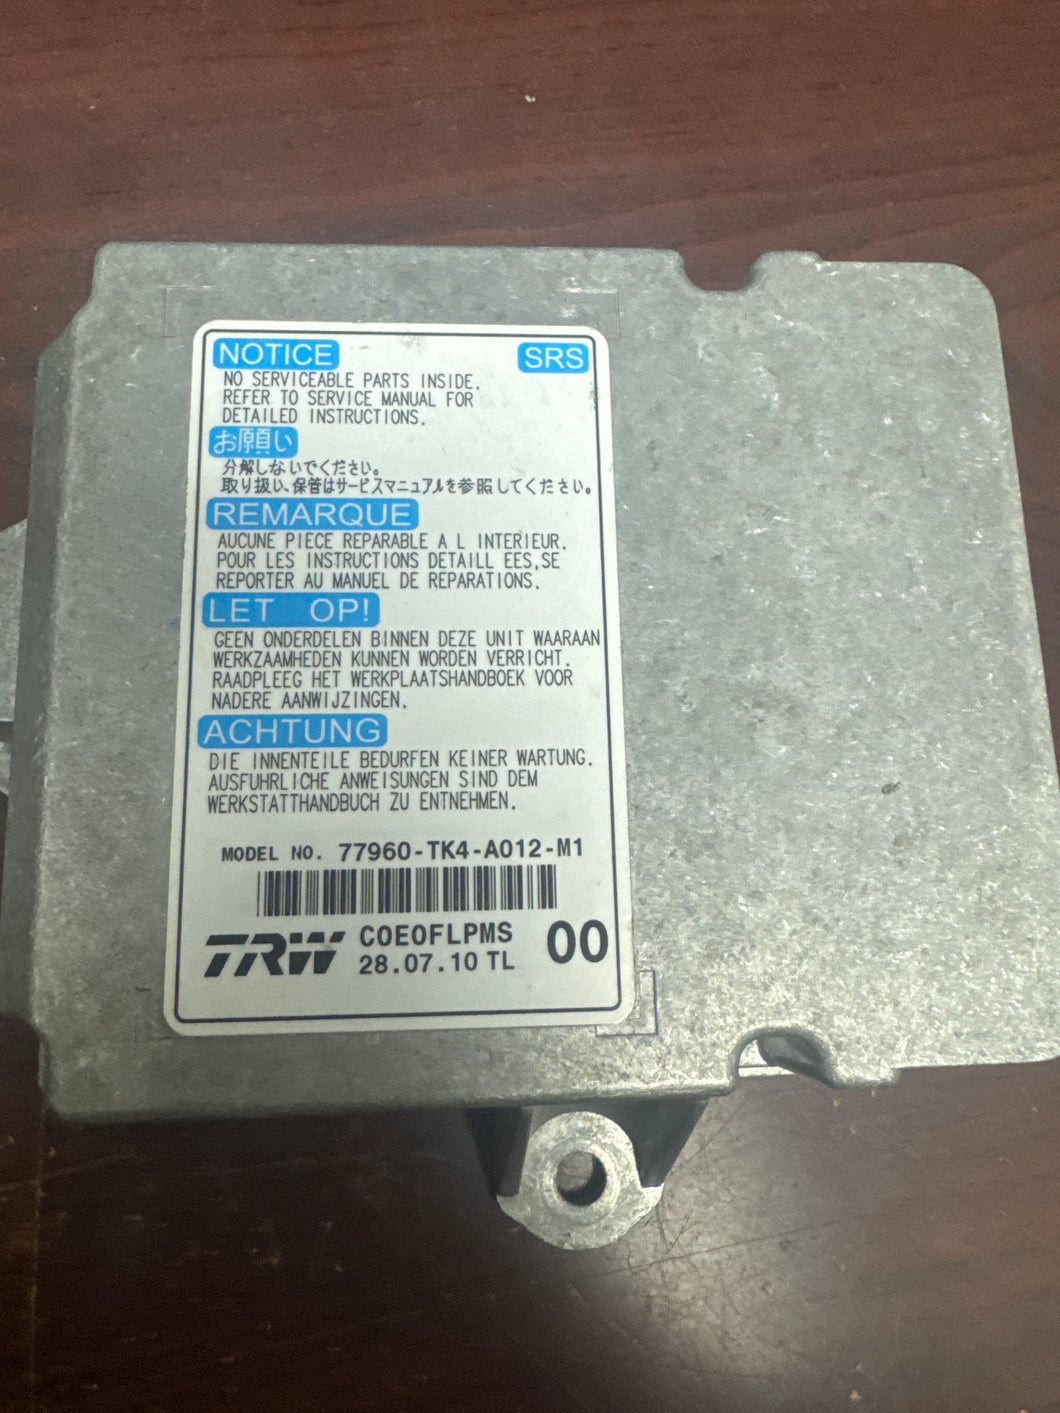 NOTICE SRS
NO SERVICEABLE PARTS INSIDE.
REFER TO SERVICE MANUAL FOR
DETAILED INSTRUCTIONS.
お願い
分解しないでください。
取り扱い、保管はサービスマニュアルを参照してください。
REMARQUE
AUCUNE PIECE REPARABLE A L INTERIEUR.
POUR LES INSTRUCTIONS DETAILL EES,SE
REPORTER AU MANUEL DE REPARATIONS.
LET OP!
GEEN ONDERDELEN BINNEN DEZE UNIT WAARAAN
WERKZAAMHEDEN KUNNEN WORDEN VERRICHT.
RAADPLEEG HET WERKPLAATSHANDBOEK VOOR
NADERE AANWIJZINGEN.
ACHTUNG
DIE INNENTEILE BEDURFEN KEINER WARTUNG.
AUSFUHRLICHE ANWEISUNGEN SIND DEM
WERKSTATTHANDBUCH ZU ENTNEHMEN.
MODEL NO. 77960-TK4-A012-M1
TRW C0E0FLPMS 00
28.07.10 TL